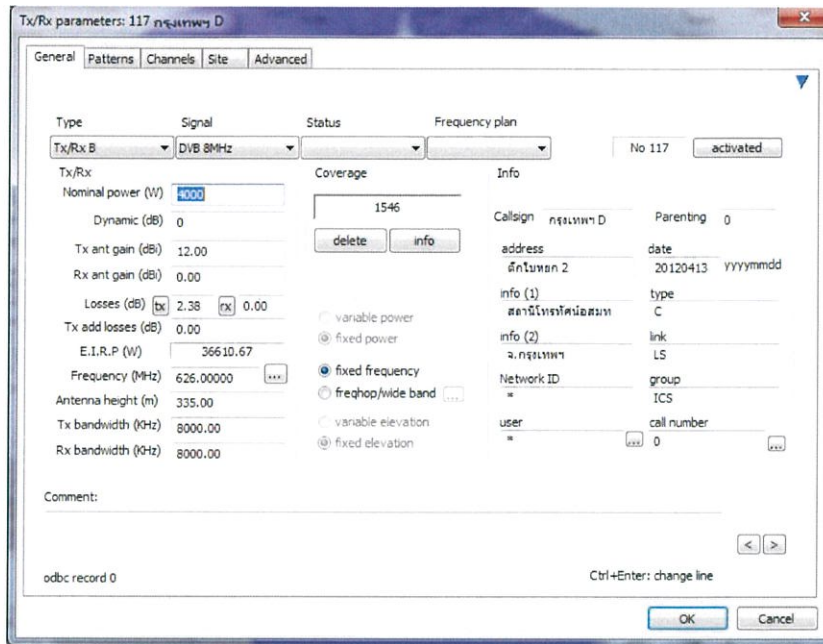 Tx/Rx parameters: 117 กรุงเทพฯ D
General Patterns Channels Site Advanced
Type Signal Status Frequency plan
Tx/Rx B DVB 8MHz No 117 activated
Tx/Rx Coverage Info
Nominal power (W) 4000
1546
Dynamic (dB) 0
Callsign กรุงเทพฯ D Parenting 0
delete info
Tx ant gain (dBi) 12.00
address date
ตึกใบหยก 2 20120413 yyyymmdd
Rx ant gain (dBi) 0.00
info (1) type
Losses (dB) tx 2.38 rx 0.00
สถานีโทรทัศน์อสมท C
variable power
Tx add losses (dB) 0.00
fixed power
info (2) link
E.I.R.P (W) 36610.67
จ.กรุงเทพฯ LS
Frequency (MHz) 626.00000 ...
fixed frequency
Network ID group
freqhop/wide band ...
* ICS
Antenna height (m) 335.00
Tx bandwidth (KHz) 8000.00
variable elevation
user call number
* ... 0 ...
Rx bandwidth (KHz) 8000.00
fixed elevation
Comment:
< >
odbc record 0 Ctrl+Enter: change line
OK Cancel